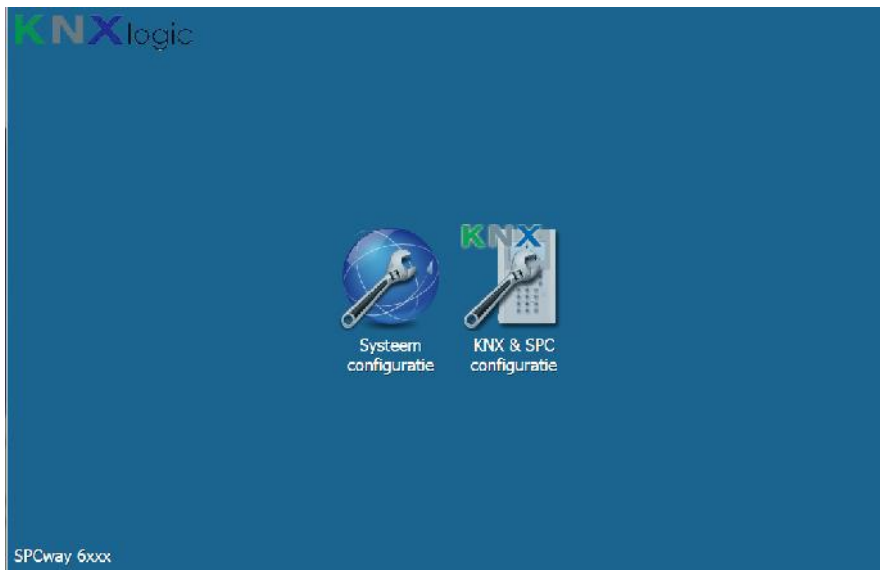 KNXlogic
KNX
Systeem
configuratie
KNX & SPC
configuratie
SPCway 6xxx